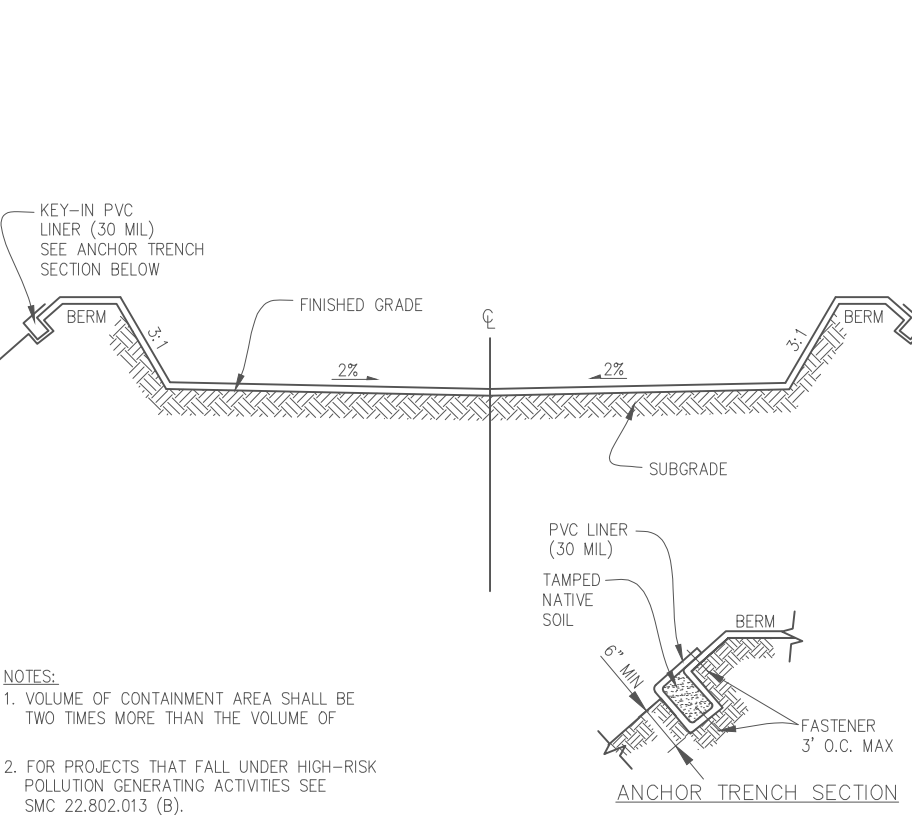 KEY-IN PVC
LINER (30 MIL)
SEE ANCHOR TRENCH
SECTION BELOW
BERM
3:1
FINISHED GRADE
℄
2%
2%
3:1
BERM
SUBGRADE
PVC LINER
(30 MIL)
TAMPED
NATIVE
SOIL
BERM
6" MIN
FASTENER
3' O.C. MAX
ANCHOR TRENCH SECTION
NOTES:
1. VOLUME OF CONTAINMENT AREA SHALL BE
TWO TIMES MORE THAN THE VOLUME OF
2. FOR PROJECTS THAT FALL UNDER HIGH-RISK
POLLUTION GENERATING ACTIVITIES SEE
SMC 22.802.013 (B).